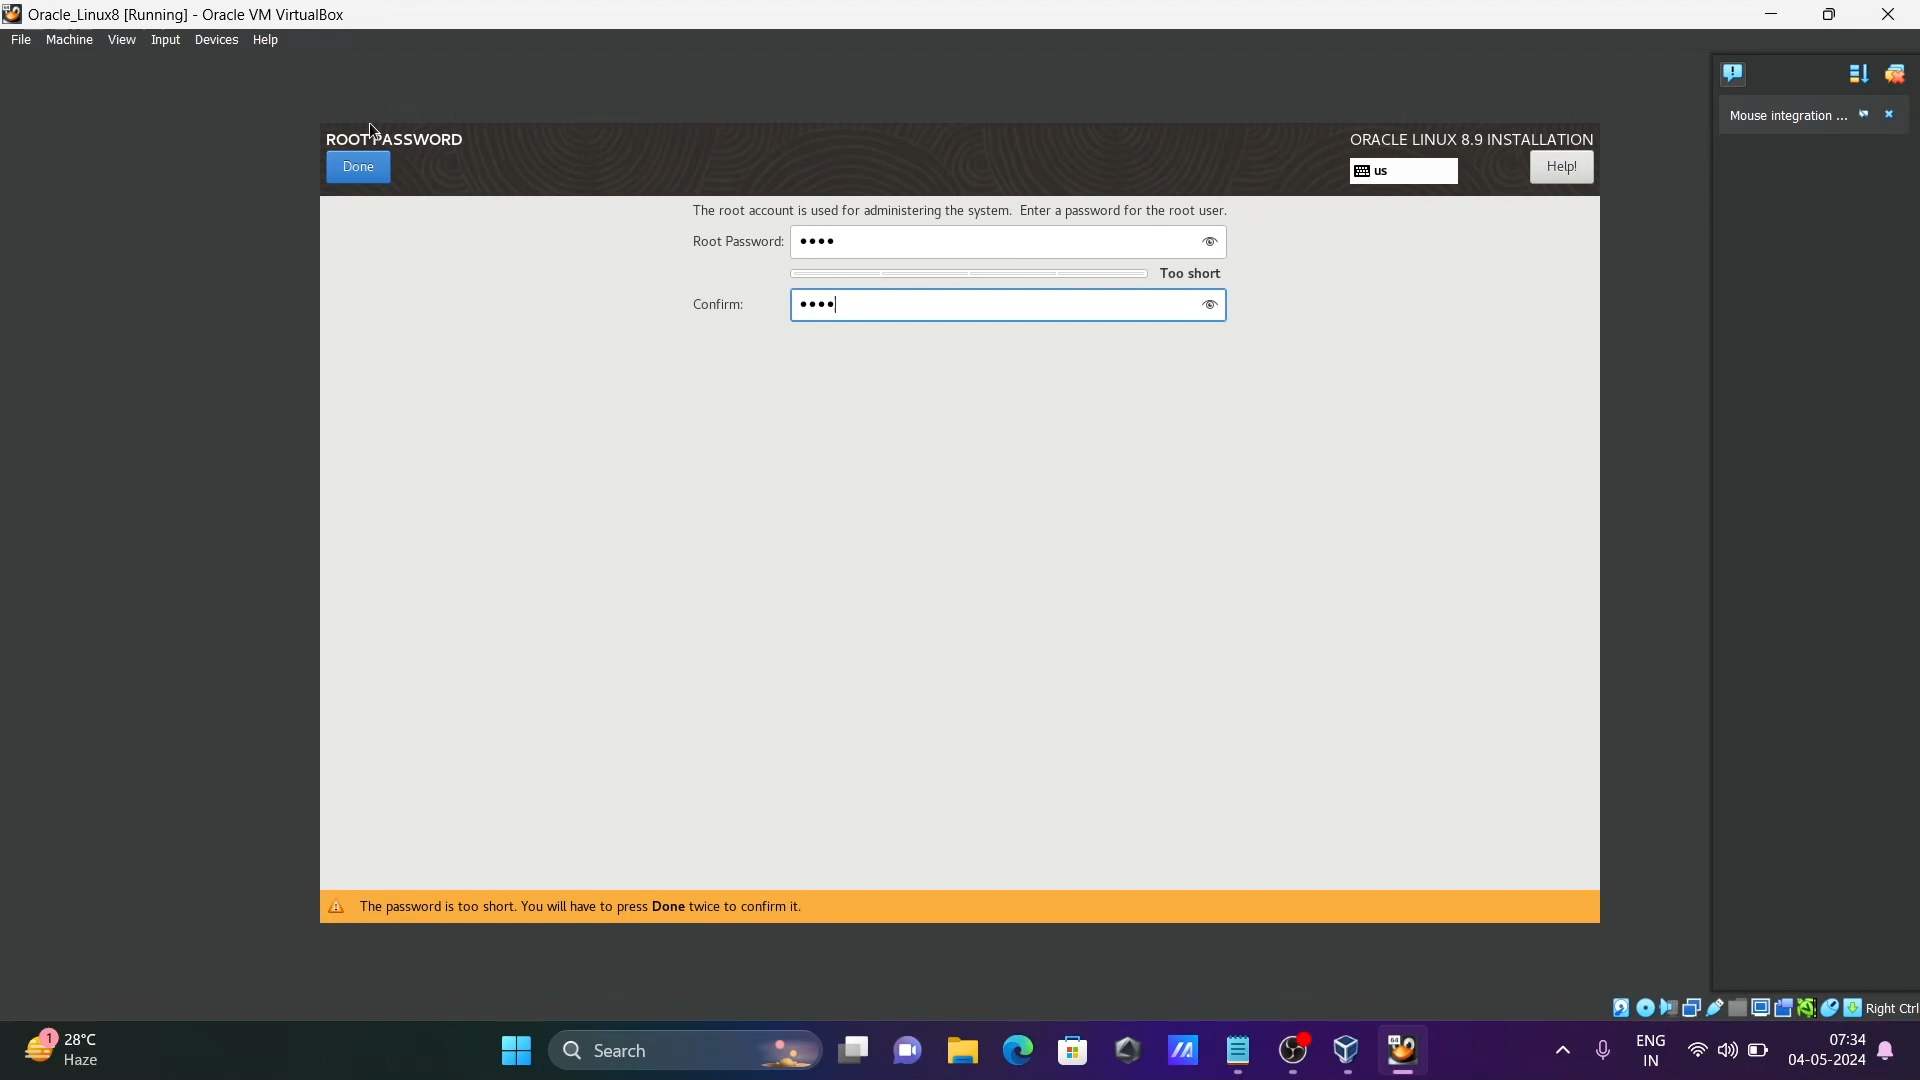 Oracle_Linux8 [Running] - Oracle VM VirtualBox
File Machine View Input Devices Help
Mouse integration ...
ROOT PASSWORD
ORACLE LINUX 8.9 INSTALLATION
Done
us
Help!
The root account is used for administering the system. Enter a password for the root user.
Root Password: ••••
Too short
Confirm: ••••
The password is too short. You will have to press Done twice to confirm it.
Right Ctrl
1
28°C
Haze
Search
ENG
IN
07:34
04-05-2024